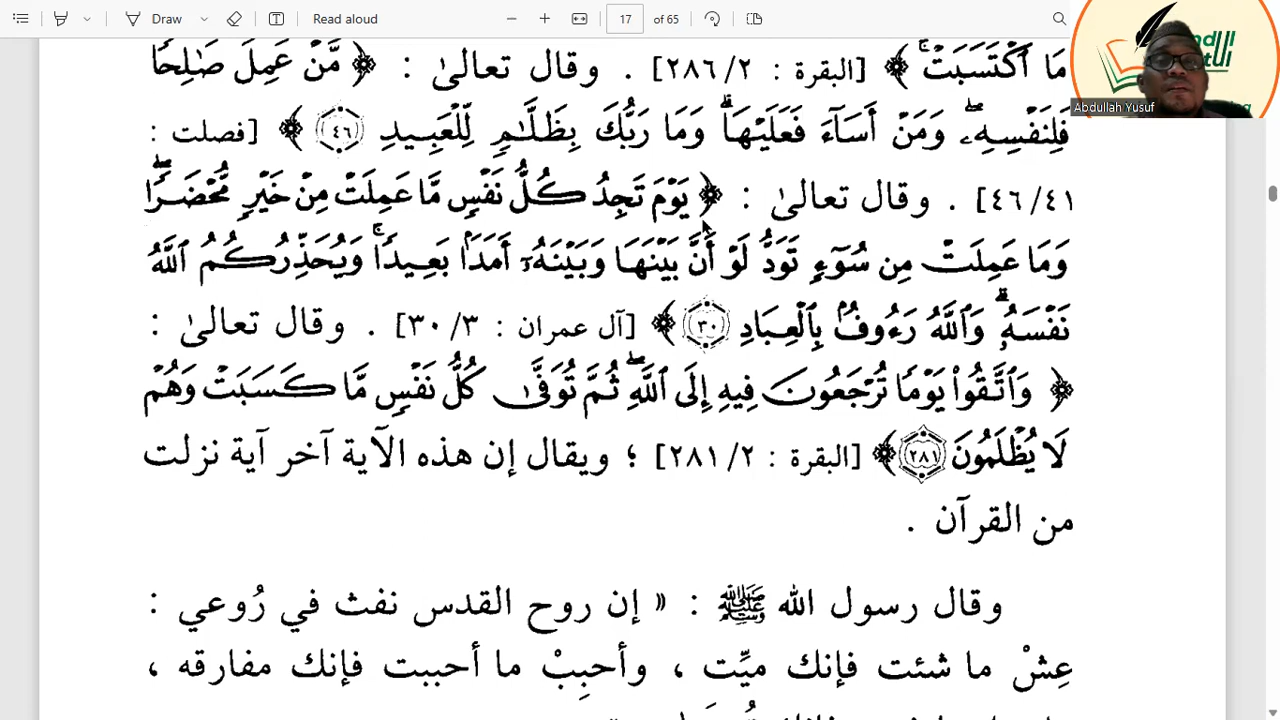 Draw
Read aloud
17 of 65
Abdullah Yusuf
مَا ٱكْتَسَبَتْ ﴾ [البقرة : ٢/ ٢٨٦] . وقال تعالىٰ : ﴿ مَّنْ عَمِلَ صَـٰلِحًا
فَلِنَفْسِهِۦ وَمَنْ أَسَآءَ فَعَلَيْهَا وَمَا رَبُّكَ بِظَلَّـٰمٍ لِّلْعَبِيدِ ٤٦ ﴾ [فصلت :
٤١/ ٤٦] . وقال تعالىٰ : ﴿ يَوْمَ تَجِدُ كُلُّ نَفْسٍ مَّا عَمِلَتْ مِنْ خَيْرٍ مُّحْضَرًا
وَمَا عَمِلَتْ مِن سُوٓءٍ تَوَدُّ لَوْ أَنَّ بَيْنَهَا وَبَيْنَهُۥٓ أَمَدًۢا بَعِيدًا وَيُحَذِّرُكُمُ ٱللَّهُ
نَفْسَهُۥ وَٱللَّهُ رَءُوفٌۢ بِٱلْعِبَادِ ٣٠ ﴾ [آل عمران : ٣/ ٣٠] . وقال تعالىٰ :
﴿ وَٱتَّقُوا۟ يَوْمًا تُرْجَعُونَ فِيهِ إِلَى ٱللَّهِ ثُمَّ تُوَفَّىٰ كُلُّ نَفْسٍ مَّا كَسَبَتْ وَهُمْ
لَا يُظْلَمُونَ ٢٨١ ﴾ [البقرة : ٢/ ٢٨١] ؛ ويقال إن هذه الآية آخر آية نزلت
من القرآن .
وقال رسول الله ﷺ : « إن روح القدس نفث في رُوعي :
عِشْ ما شئت فإنك ميِّت ، وأحبِبْ ما أحببت فإنك مفارقه ،